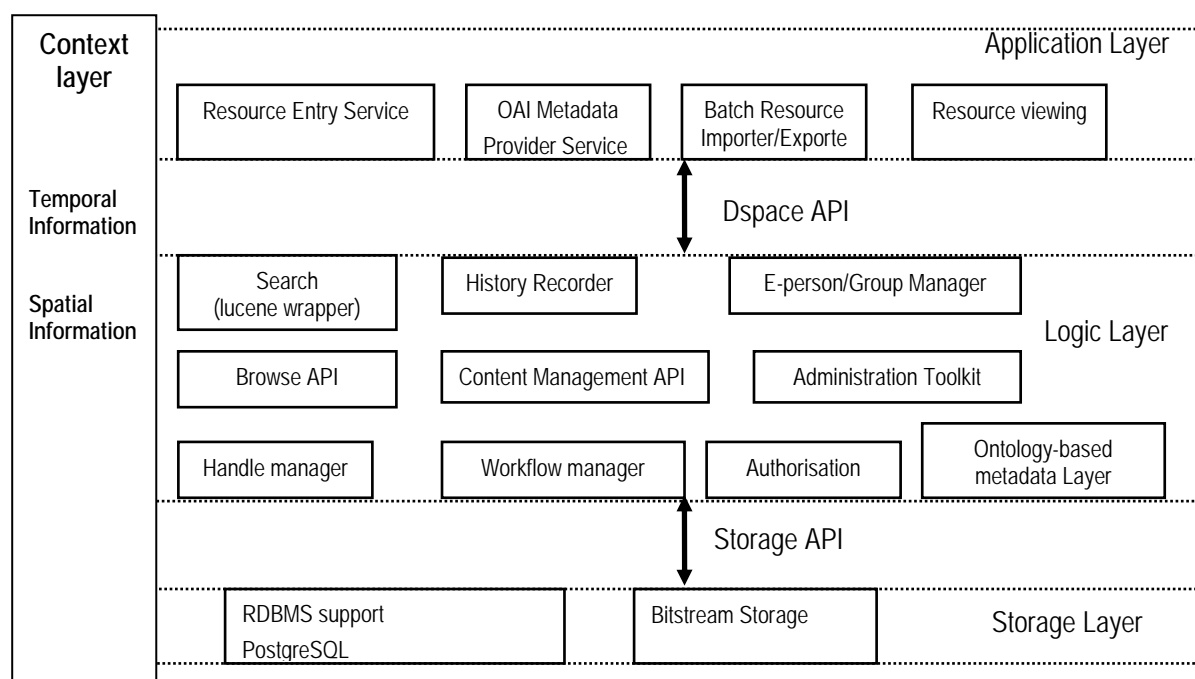 Context
layer
Application Layer
Resource Entry Service
OAI Metadata
Provider Service
Batch Resource
Importer/Exporte
Resource viewing
Temporal
Information
Dspace API
Spatial
Information
Search
(lucene wrapper)
History Recorder
E-person/Group Manager
Logic Layer
Browse API
Content Management API
Administration Toolkit
Handle manager
Workflow manager
Authorisation
Ontology-based
metadata Layer
Storage API
RDBMS support
PostgreSQL
Bitstream Storage
Storage Layer